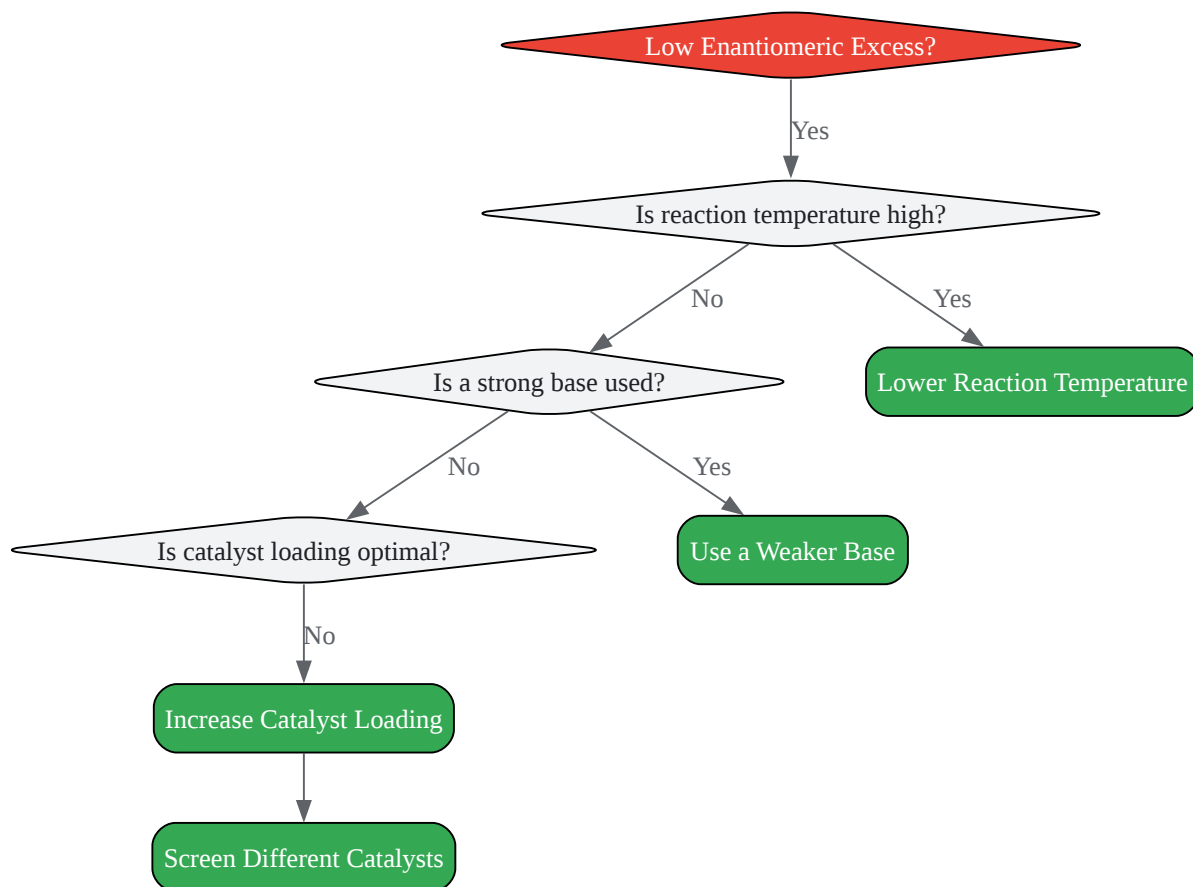 Low Enantiomeric Excess?
Yes
Is reaction temperature high?
No
Yes
Is a strong base used?
Lower Reaction Temperature
No
Yes
Is catalyst loading optimal?
Use a Weaker Base
No
Increase Catalyst Loading
Screen Different Catalysts